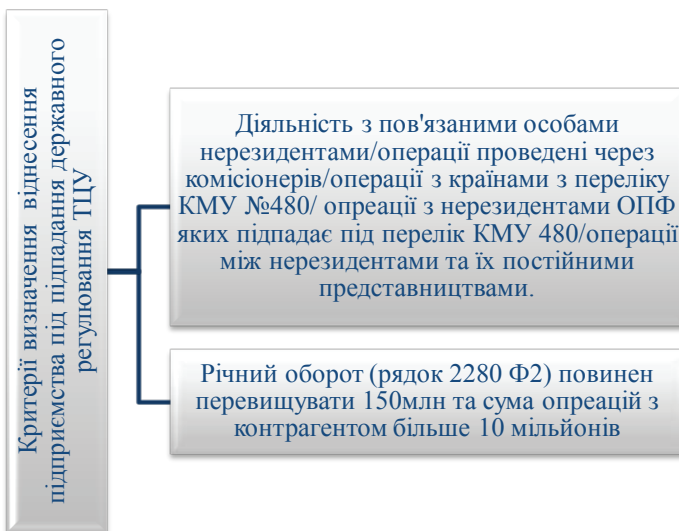 Критерії визначення віднесення
підприємства під підпадання державного
регулювання ТЦУ
Діяльність з пов'язаними особами
нерезидентами/операції проведені через
комісіонерів/операції з країнами з переліку
КМУ №480/ опреації з нерезидентами ОПФ
яких підпадає під перелік КМУ 480/операції
між нерезидентами та їх постійними
представництвами.
Річний оборот (рядок 2280 Ф2) повинен
перевищувати 150млн та сума опреацій з
контрагентом більше 10 мільйонів